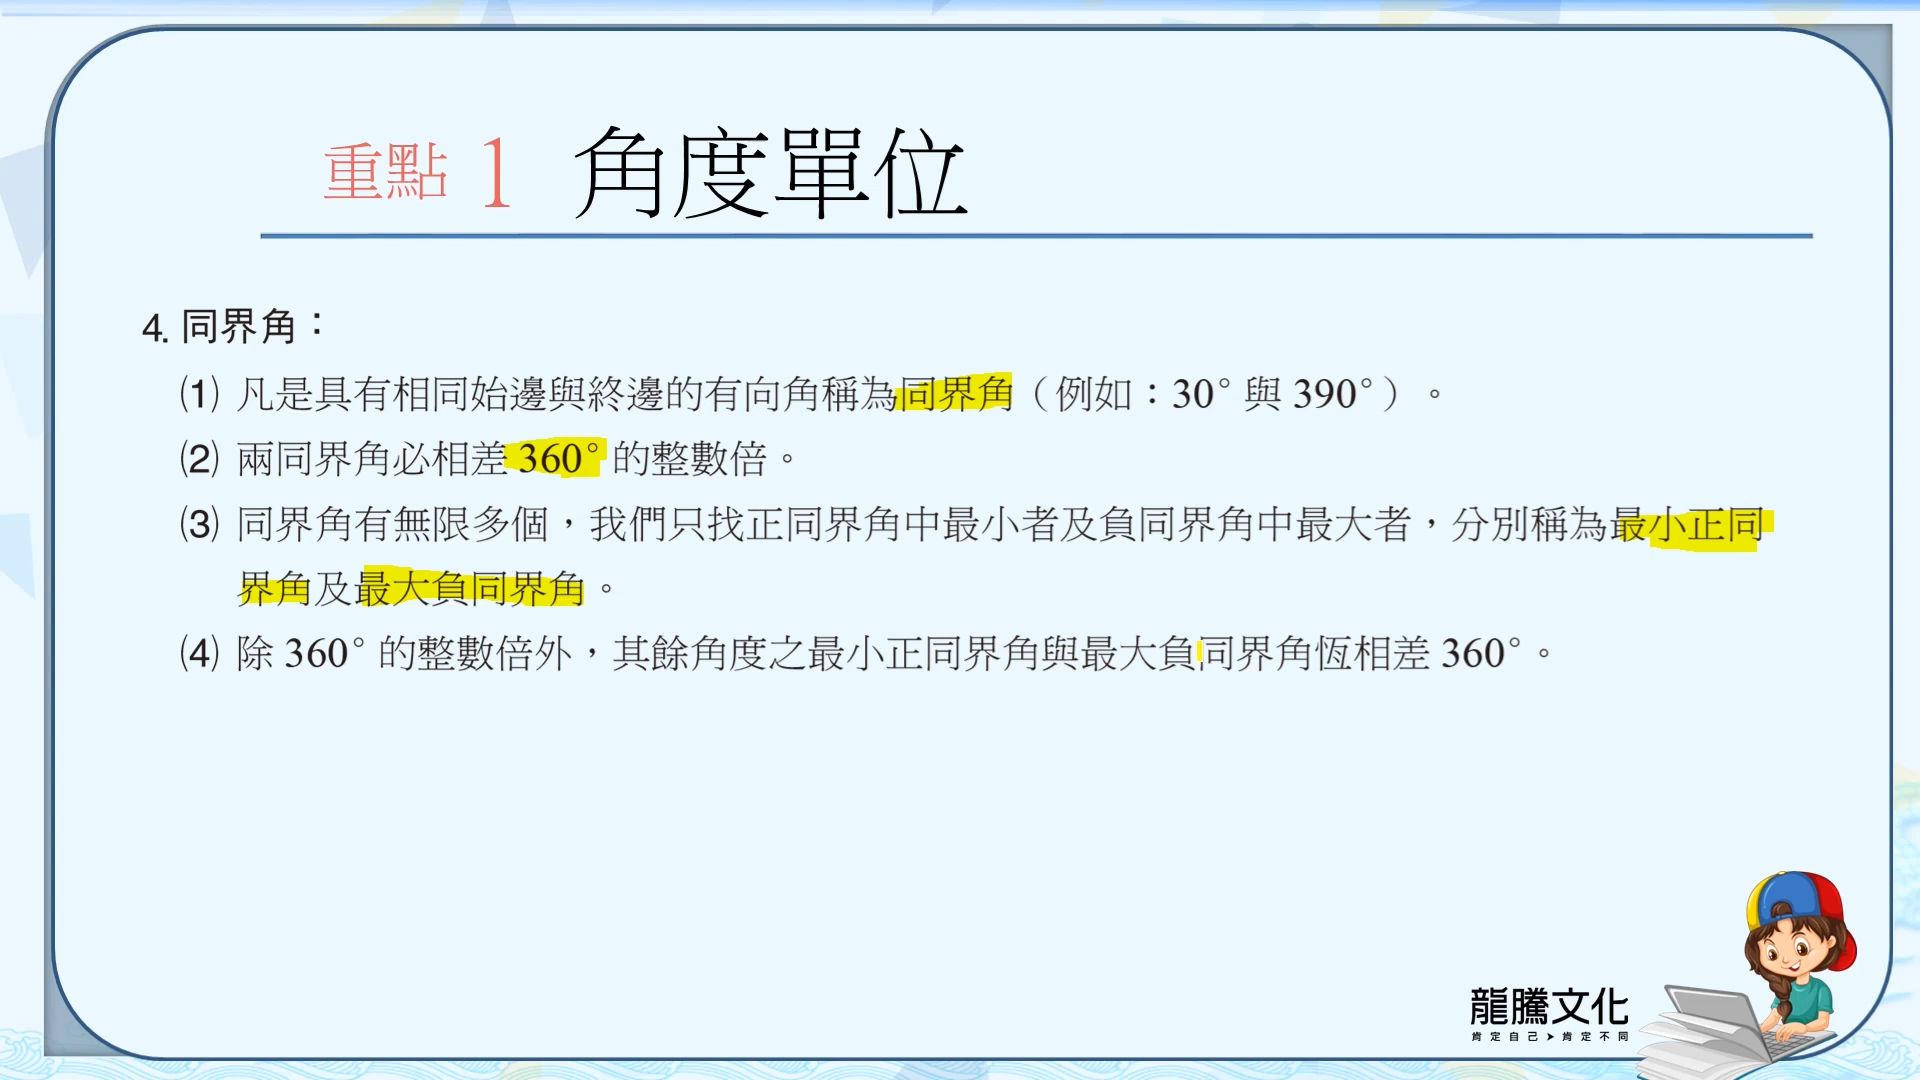 重點 1 角度單位
4. 同界角：
(1) 凡是具有相同始邊與終邊的有向角稱為同界角（例如：30° 與 390°）。
(2) 兩同界角必相差 360° 的整數倍。
(3) 同界角有無限多個，我們只找正同界角中最小者及負同界角中最大者，分別稱為最小正同
界角及最大負同界角。
(4) 除 360° 的整數倍外，其餘角度之最小正同界角與最大負同界角恆相差 360°。
龍騰文化
肯定自己➤肯定不同